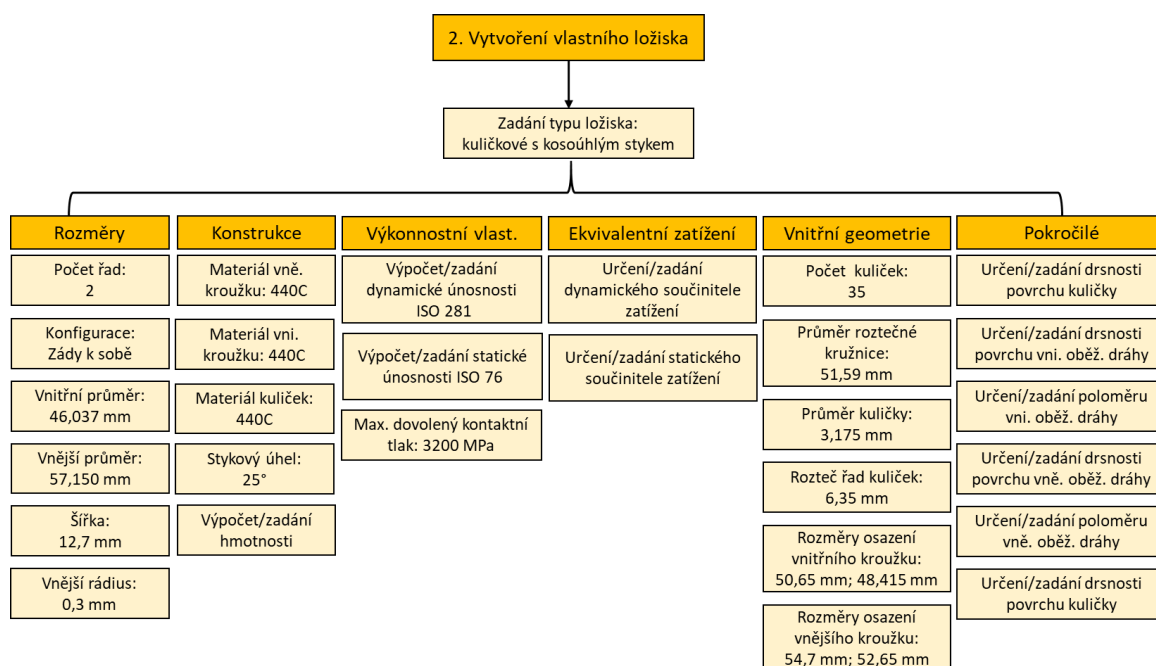 2. Vytvoření vlastního ložiska
Zadání typu ložiska:
kuličkové s kosoúhlým stykem
Rozměry
Počet řad:
2
Konfigurace:
Zády k sobě
Vnitřní průměr:
46,037 mm
Vnější průměr:
57,150 mm
Šířka:
12,7 mm
Vnější rádius:
0,3 mm
Konstrukce
Materiál vně.
kroužku: 440C
Materiál vni.
kroužku: 440C
Materiál kuliček:
440C
Stykový úhel:
25°
Výpočet/zadání
hmotnosti
Výkonnostní vlast.
Výpočet/zadání
dynamické únosnosti
ISO 281
Výpočet/zadání statické
únosnosti ISO 76
Max. dovolený kontaktní
tlak: 3200 MPa
Ekvivalentní zatížení
Určení/zadání
dynamického součinitele
zatížení
Určení/zadání statického
součinitele zatížení
Vnitřní geometrie
Počet kuliček:
35
Průměr roztečné
kružnice:
51,59 mm
Průměr kuličky:
3,175 mm
Rozteč řad kuliček:
6,35 mm
Rozměry osazení
vnitřního kroužku:
50,65 mm; 48,415 mm
Rozměry osazení
vnějšího kroužku:
54,7 mm; 52,65 mm
Pokročilé
Určení/zadání drsnosti
povrchu kuličky
Určení/zadání drsnosti
povrchu vni. oběž. dráhy
Určení/zadání poloměru
vni. oběž. dráhy
Určení/zadání drsnosti
povrchu vně. oběž. dráhy
Určení/zadání poloměru
vně. oběž. dráhy
Určení/zadání drsnosti
povrchu kuličky